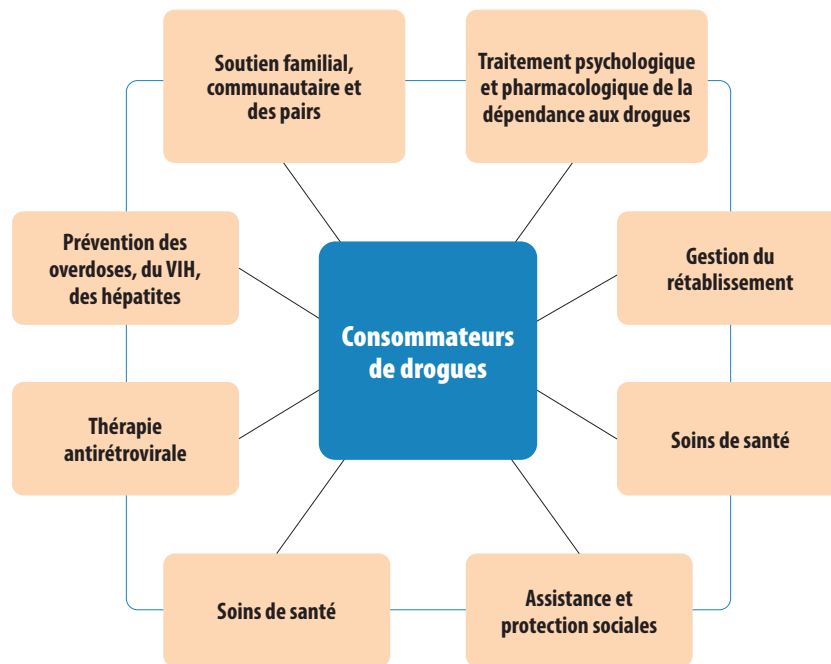 Soutien familial,
communautaire et
des pairs
Traitement psychologique
et pharmacologique de la
dépendance aux drogues
Prévention des
overdoses, du VIH,
des hépatites
Gestion du
rétablissement
Consommateurs
de drogues
Thérapie
antirétrovirale
Soins de santé
Soins de santé
Assistance et
protection sociales